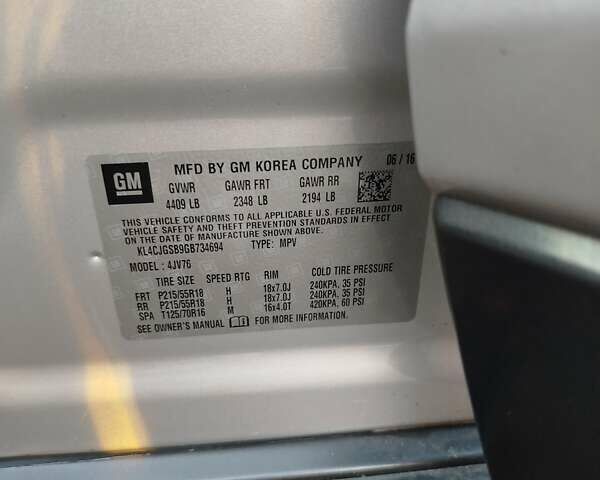 GM
MFD BY GM KOREA COMPANY 06 / 16
GVWR GAWR FRT GAWR RR
4409 LB 2348 LB 2194 LB
THIS VEHICLE CONFORMS TO ALL APPLICABLE U.S. FEDERAL MOTOR
VEHICLE SAFETY, BUMPER, AND THEFT PREVENTION STANDARDS IN EFFECT
ON THE DATE OF MANUFACTURE SHOWN ABOVE.
KL4CJGSB9GB734694 TYPE: MPV
MODEL: 4JV76
TIRE SIZE SPEED RTG RIM COLD TIRE PRESSURE
FRT P215/55R18 H 18x7.0J 240KPA, 35 PSI
RR P215/55R18 H 18x7.0J 240KPA, 35 PSI
SPA T125/70R16 M 16x4.0T 420KPA, 60 PSI
SEE OWNER'S MANUAL FOR MORE INFORMATION.